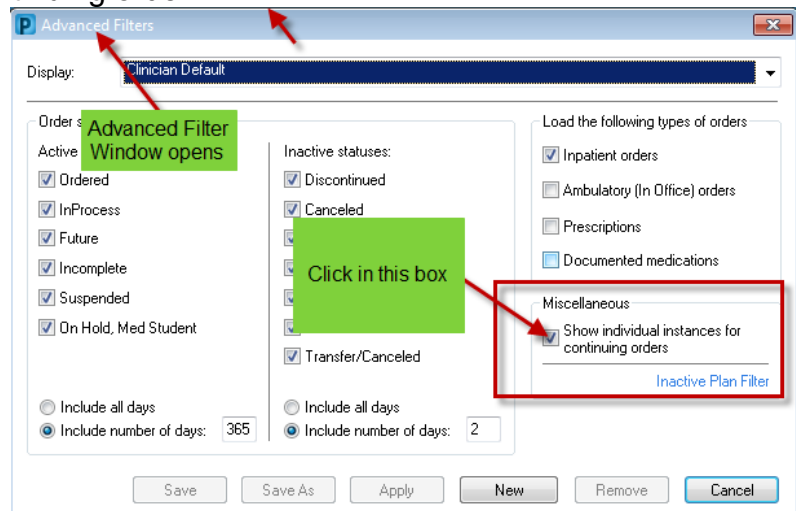 P Advanced Filters
Display: Clinician Default
Order s
Load the following types of orders
Advanced Filter
Window opens
Active
Inactive statuses:
Inpatient orders
Ordered
Discontinued
Ambulatory (In Office) orders
InProcess
Canceled
Prescriptions
Future
Documented medications
Incomplete
Click in this box
Suspended
Miscellaneous
On Hold, Med Student
Show individual instances for
continuing orders
Transfer/Canceled
Inactive Plan Filter
Include all days
Include all days
Include number of days: 365
Include number of days: 2
Save
Save As
Apply
New
Remove
Cancel